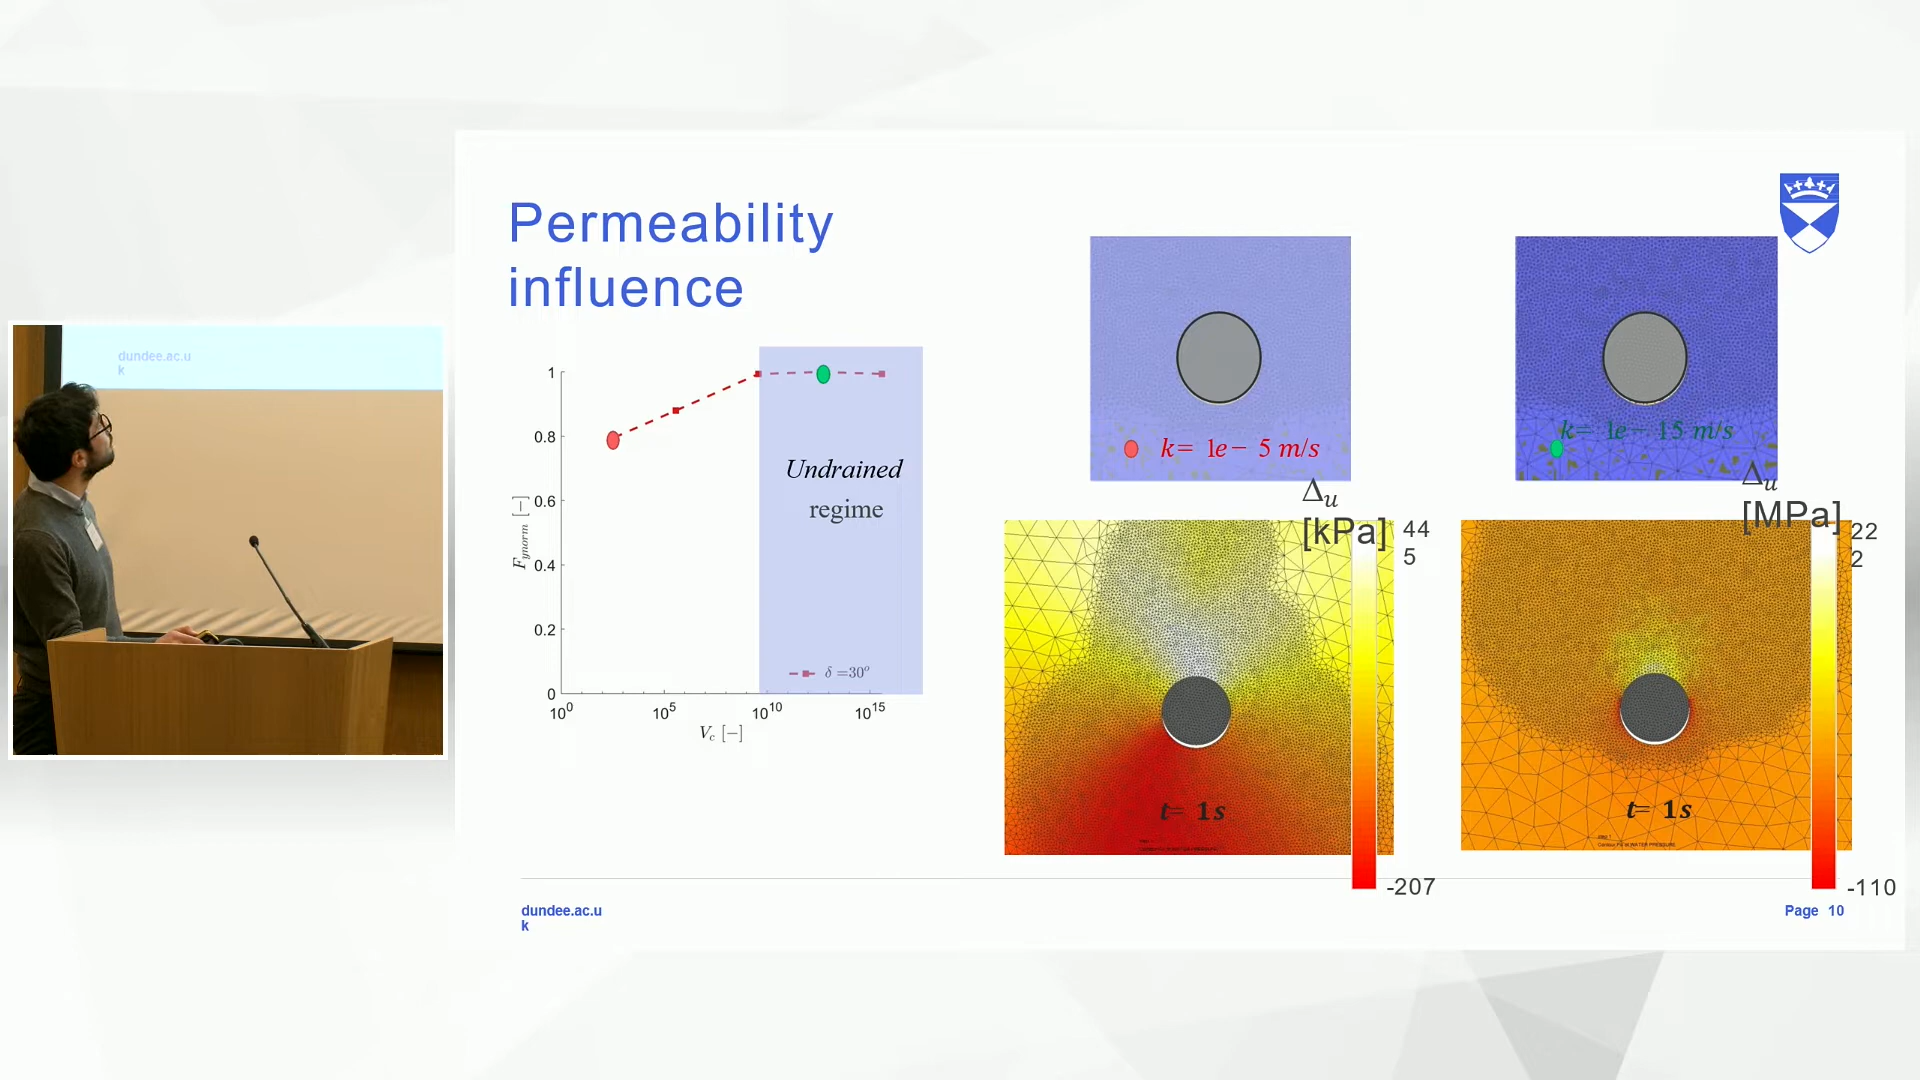 dundee.ac.u
k
Permeability
influence
1
0.8
0.6
0.4
0.2
0
F_ynorm [−]
Undrained
regime
δ =30°
10^0
10^5
10^10
10^15
V_c [−]
k= 1e− 5 m/s
k= 1e− 15 m/s
Δu
[kPa]
44
5
-207
t= 1s
Δu
[MPa]
22
2
-110
t= 1s
dundee.ac.u
k
Page 10